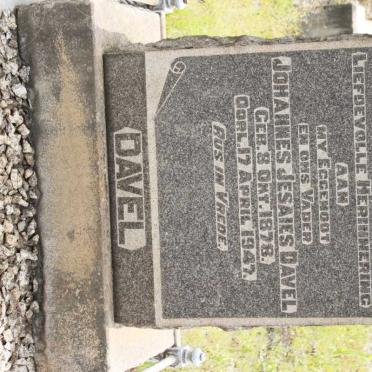 LIEFDEVOLLE HERINNERING
AAN
MY EGGENOOT
EN ONS VADER
JOHANNES JESAIES DAVEL
GEB. 8 OKT. 1876.
OORL. 17 APRIL 1947.
RUS IN VREDE.
DAVEL